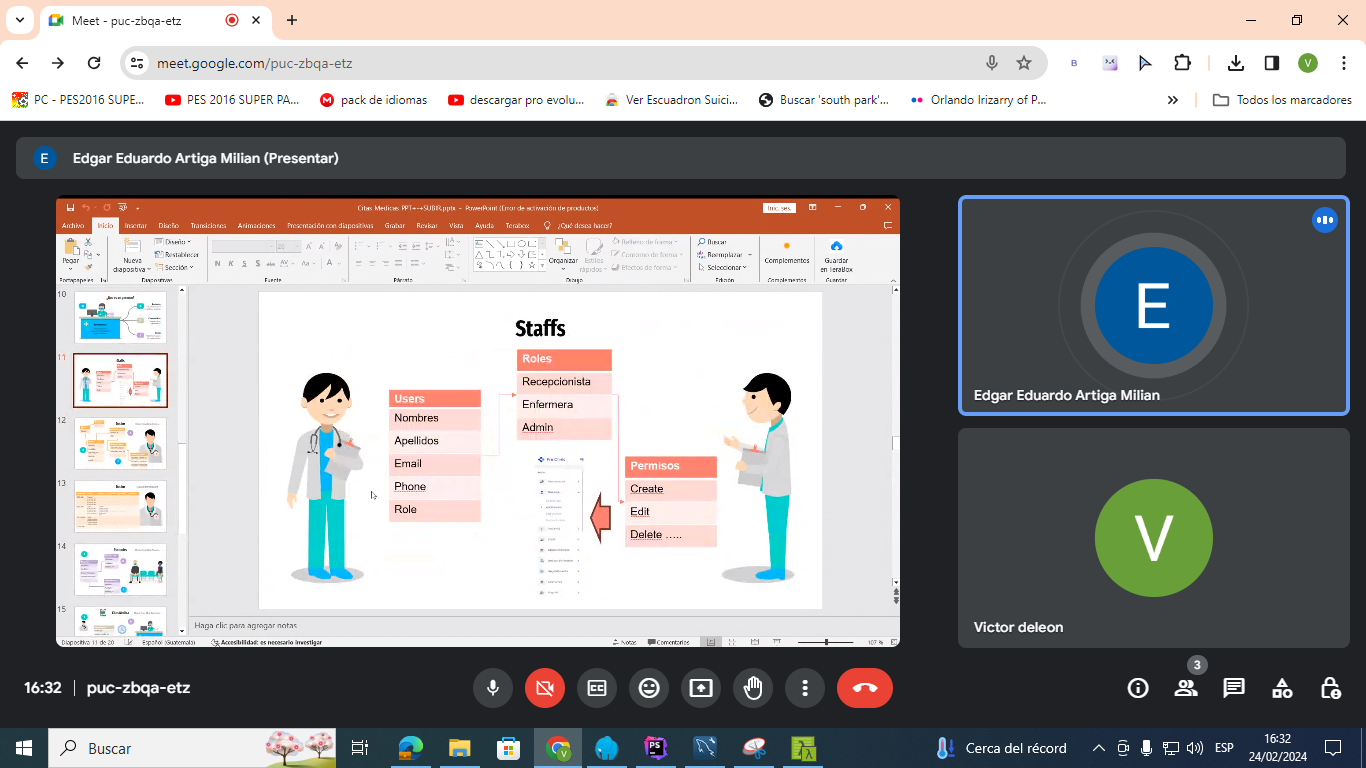 Meet - puc-zbqa-etz
meet.google.com/puc-zbqa-etz
B
V
PC - PES2016 SUPE...
PES 2016 SUPER PA...
pack de idiomas
descargar pro evolu...
Ver Escuadron Suici...
Buscar 'south park'...
Orlando Irizarry of P...
Todos los marcadores
E
Edgar Eduardo Artiga Milian (Presentar)
Citas Medicas PPT+-+SUBIR.pptx - PowerPoint (Error de activación de productos)
Inic. ses.
Archivo
Inicio
Insertar
Diseño
Transiciones
Animaciones
Presentación con diapositivas
Grabar
Revisar
Vista
Ayuda
Terabox
¿Qué desea hacer?
Pegar
Nueva
diapositiva
Diseño
Restablecer
Sección
N K S
Organizar
Estilos
rápidos
Relleno de forma
Contorno de forma
Efectos de forma
Buscar
Reemplazar
Seleccionar
Complementos
Guardar
en TeraBox
Portapapeles
Diapositivas
Fuente
Párrafo
Dibujo
Edición
Complementos
Guardar
10
11
12
13
14
15
Staffs
Users
Nombres
Apellidos
Email
Phone
Role
Roles
Recepcionista
Enfermera
Admin
Pre Clinic
Permisos
Create
Edit
Delete .....
Haga clic para agregar notas
Diapositiva 11 de 20
Español (Guatemala)
Accesibilidad: es necesario investigar
Notas
Comentarios
107 %
E
Edgar Eduardo Artiga Milian
V
Victor deleon
16:32
puc-zbqa-etz
3
Buscar
PS
Cerca del récord
ESP
16:32
24/02/2024